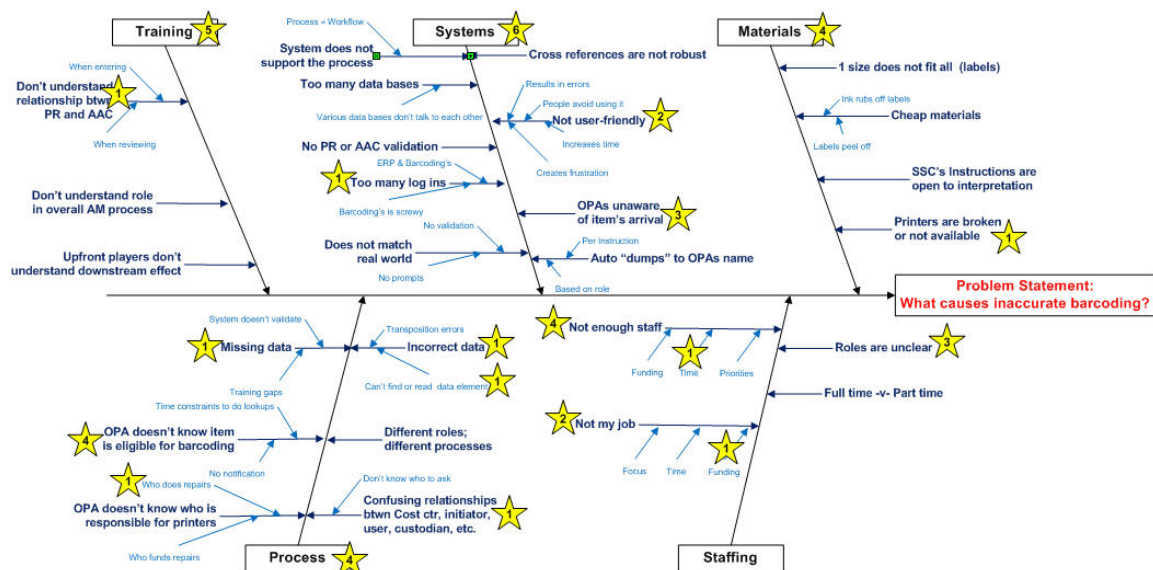 Training 5
Process = Workflow
Systems 6
Materials 4
System does not
support the process
Cross references are not robust
When entering
Don't understand
relationship btwn
PR and AAC
1
When reviewing
Too many data bases
Various data bases don't talk to each other
Results in errors
People avoid using it
Not user-friendly 2
Increases time
Creates frustration
No PR or AAC validation
ERP & Barcoding's
1 Too many log ins
Barcoding's is screwy
1 size does not fit all (labels)
Ink rubs off labels
Cheap materials
Labels peel off
SSC's Instructions are
open to interpretation
Don't understand role
in overall AM process
OPAs unaware
of item's arrival
3
Printers are broken
or not available
1
No validation
Does not match
real world
No prompts
Per Instruction
Auto “dumps” to OPAs name
Based on role
Upfront players don't
understand downstream effect
Problem Statement:
What causes inaccurate barcoding?
System doesn't validate
1 Missing data
Training gaps
Transposition errors
Incorrect data 1
Can't find or read data element 1
4 Not enough staff
Funding
1
Time
Priorities
Roles are unclear 3
Full time -v- Part time
Time constraints to do lookups
4
OPA doesn't know item
is eligible for barcoding
No notification
Different roles;
different processes
2 Not my job
Focus
Time
1
Funding
1
Who does repairs
OPA doesn't know who is
responsible for printers
Who funds repairs
Don't know who to ask
Confusing relationships
btwn Cost ctr, initiator,
user, custodian, etc.
1
Process 4
Staffing